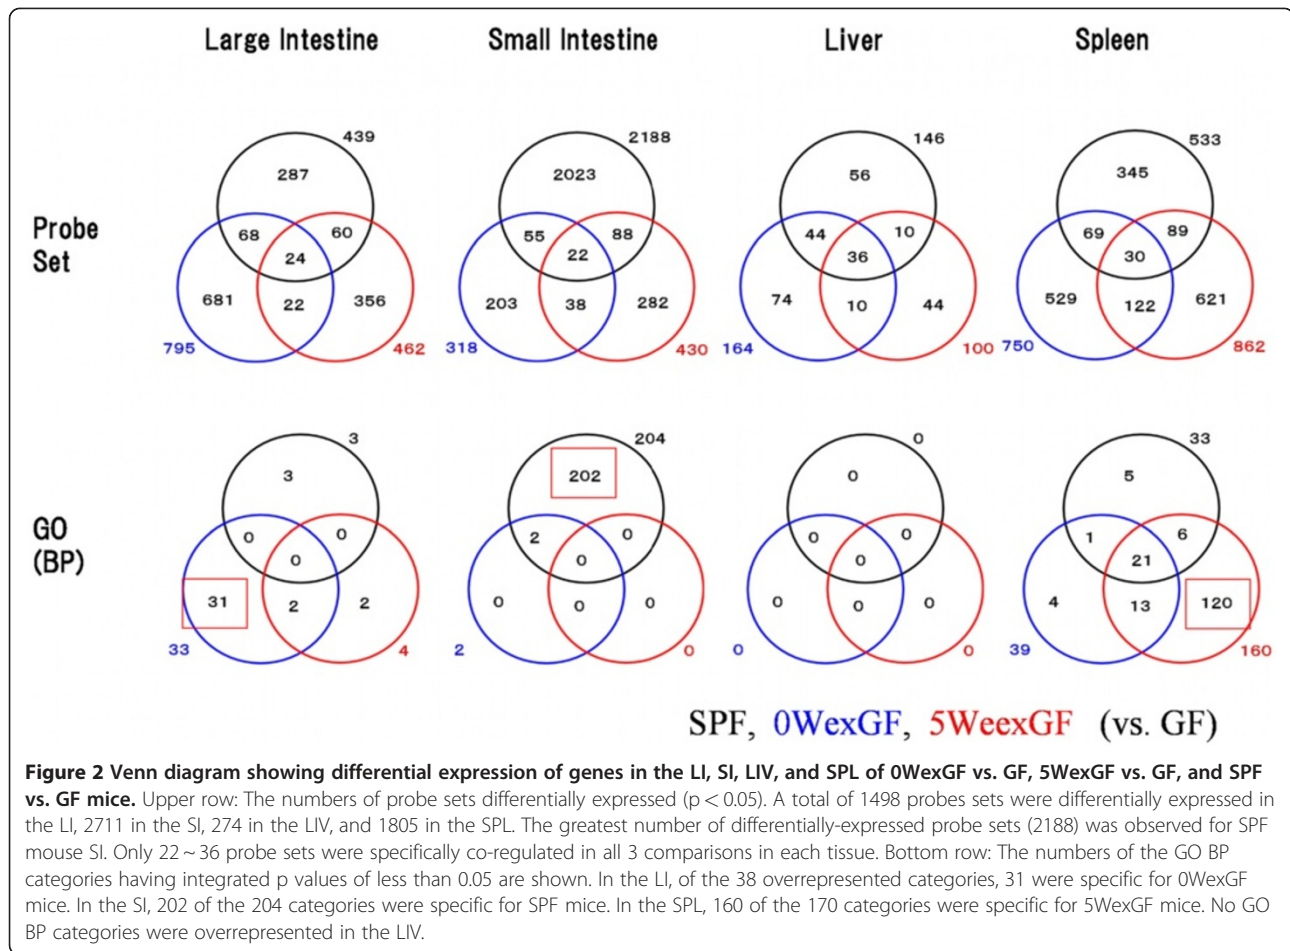 Large Intestine Small Intestine Liver Spleen
439 2188 146 533
287 2023 56 345
Probe
Set
68 60 55 88 44 10 69 89
24 22 36 30
681 22 356 203 38 282 74 10 44 529 122 621
795 462 318 430 164 100 750 862
3 204 0 33
3 202 0 5
GO
(BP)
0 0 2 0 0 0 1 6
0 0 0 21
31 2 2 0 0 0 0 0 0 4 13 120
33 4 2 0 0 0 39 160
SPF, 0WexGF, 5WeexGF (vs. GF)
Figure 2 Venn diagram showing differential expression of genes in the LI, SI, LIV, and SPL of 0WexGF vs. GF, 5WexGF vs. GF, and SPF
vs. GF mice. Upper row: The numbers of probe sets differentially expressed (p < 0.05). A total of 1498 probes sets were differentially expressed in
the LI, 2711 in the SI, 274 in the LIV, and 1805 in the SPL. The greatest number of differentially-expressed probe sets (2188) was observed for SPF
mouse SI. Only 22 ~ 36 probe sets were specifically co-regulated in all 3 comparisons in each tissue. Bottom row: The numbers of the GO BP
categories having integrated p values of less than 0.05 are shown. In the LI, of the 38 overrepresented categories, 31 were specific for 0WexGF
mice. In the SI, 202 of the 204 categories were specific for SPF mice. In the SPL, 160 of the 170 categories were specific for 5WexGF mice. No GO
BP categories were overrepresented in the LIV.